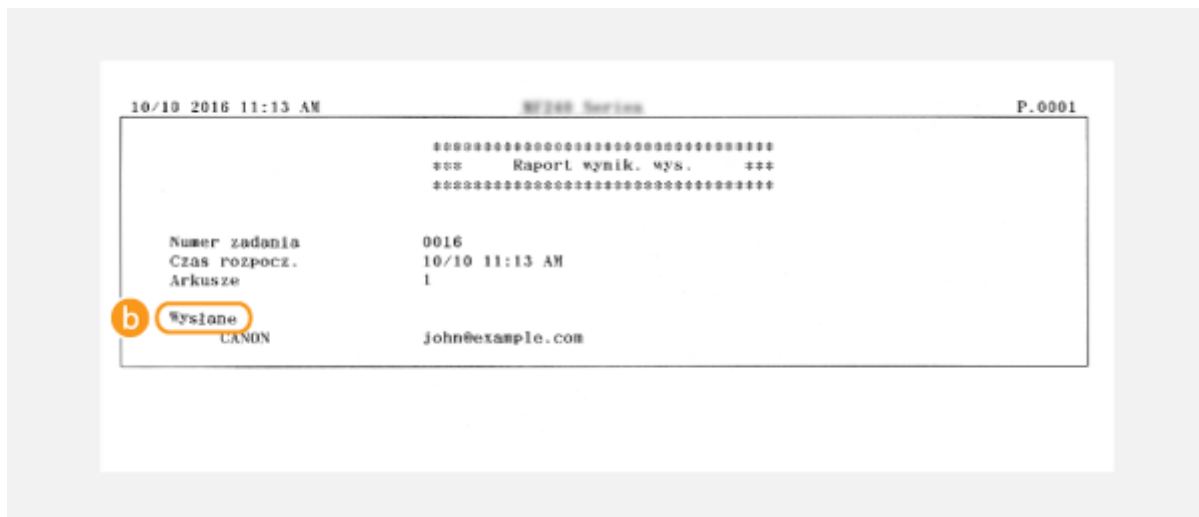 10/10 2016 11:13 AM P.0001
**********************************
*** Raport wynik. wys. ***
**********************************
Numer zadania 0016
Czas rozpocz. 10/10 11:13 AM
Arkusze 1
b Wysłane
CANON john@example.com